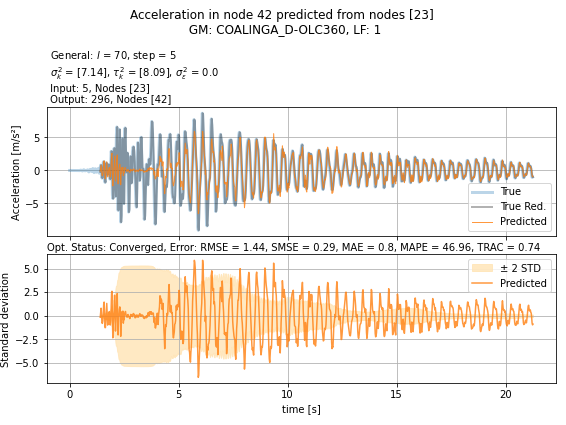 Acceleration in node 42 predicted from nodes [23]
GM: COALINGA_D-OLC360, LF: 1
General: l = 70, step = 5
σ²ₖ = [7.14], τ²ₖ = [8.09], σ²ε = 0.0
Input: 5, Nodes [23]
Output: 296, Nodes [42]
Acceleration [m/s²]
5
0
−5
True
True Red.
Predicted
Opt. Status: Converged, Error: RMSE = 1.44, SMSE = 0.29, MAE = 0.8, MAPE = 46.96, TRAC = 0.74
Standard deviation
5.0
2.5
0.0
−2.5
−5.0
± 2 STD
Predicted
0 5 10 15 20
time [s]